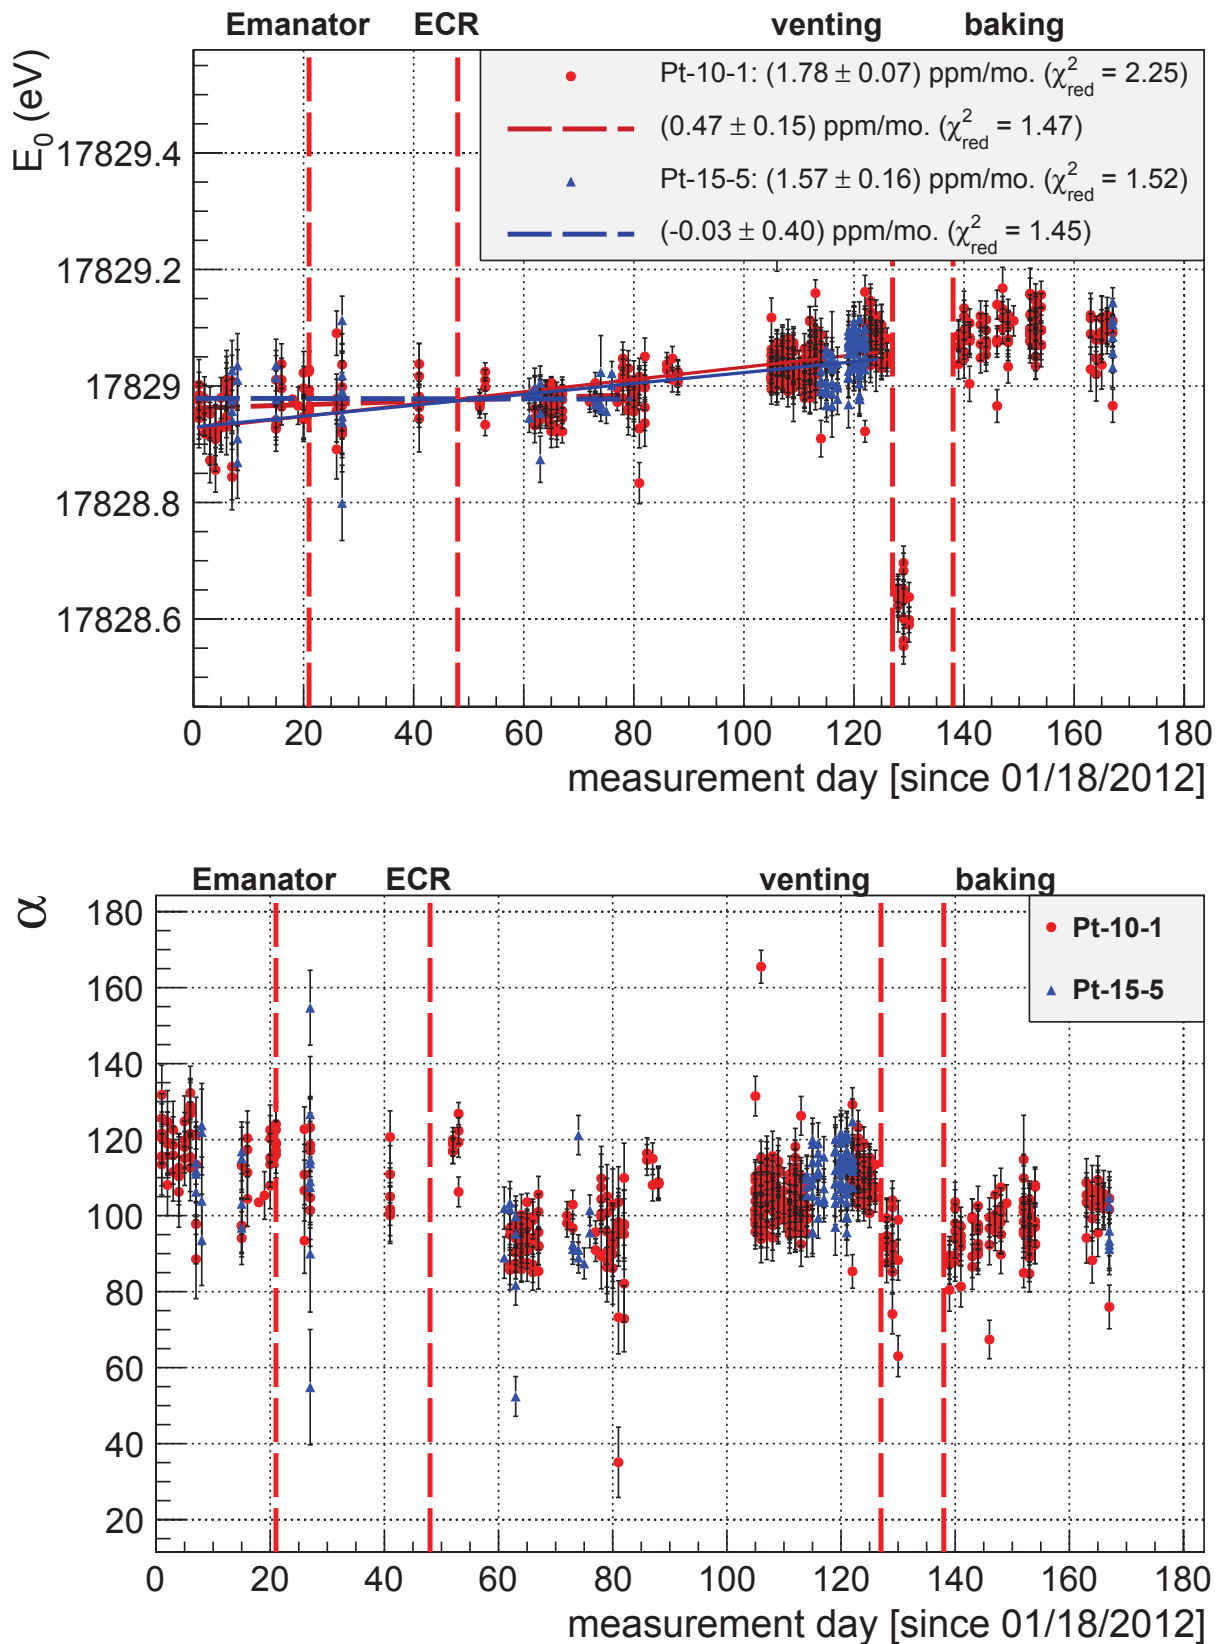 Emanator ECR venting baking
E₀ (eV)
Pt-10-1: (1.78 ± 0.07) ppm/mo. (χ²red = 2.25)
(0.47 ± 0.15) ppm/mo. (χ²red = 1.47)
Pt-15-5: (1.57 ± 0.16) ppm/mo. (χ²red = 1.52)
(-0.03 ± 0.40) ppm/mo. (χ²red = 1.45)
17829.4
17829.2
17829
17828.8
17828.6
0 20 40 60 80 100 120 140 160 180
measurement day [since 01/18/2012]
Emanator ECR venting baking
α
Pt-10-1
Pt-15-5
180
160
140
120
100
80
60
40
20
0 20 40 60 80 100 120 140 160 180
measurement day [since 01/18/2012]